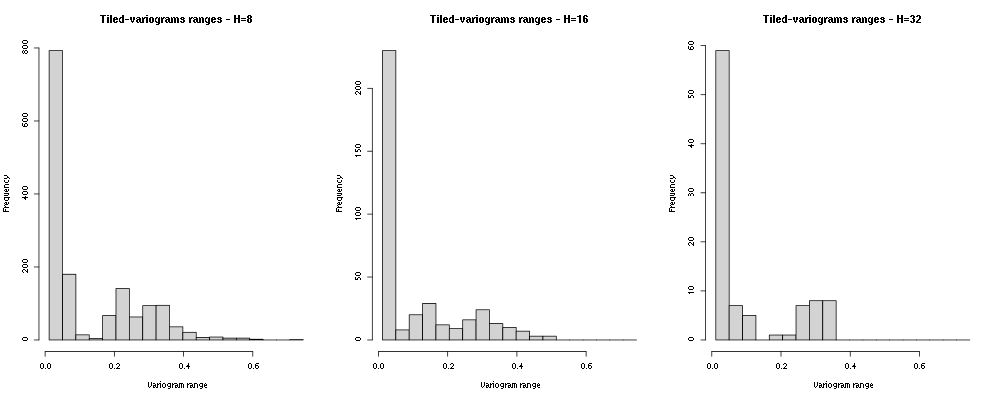 Tiled-variograms ranges - H=8
Frequency
800
600
400
200
0
0.0 0.2 0.4 0.6
Variogram range
Tiled-variograms ranges - H=16
Frequency
200
150
100
50
0
0.0 0.2 0.4 0.6
Variogram range
Tiled-variograms ranges - H=32
Frequency
60
50
40
30
20
10
0
0.0 0.2 0.4 0.6
Variogram range